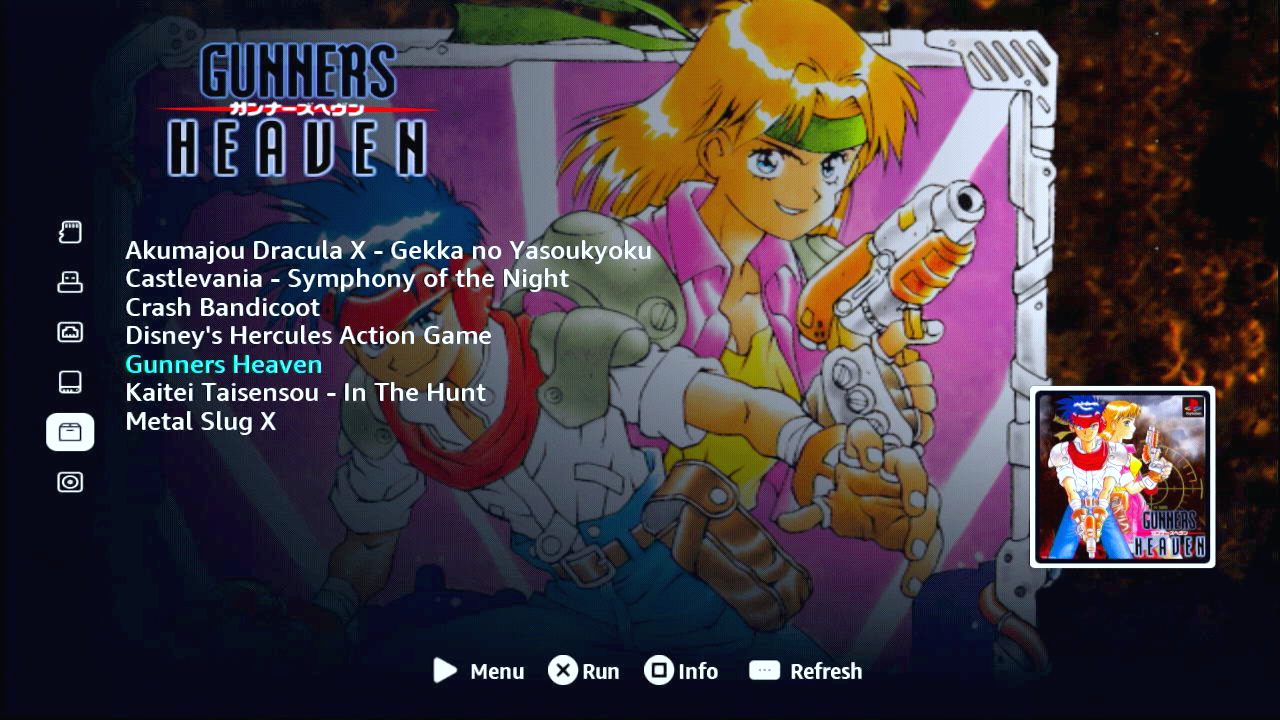 GUNNERS
ガンナーズヘヴン
HEAVEN
Akumajou Dracula X - Gekka no Yasoukyoku
Castlevania - Symphony of the Night
Crash Bandicoot
Disney's Hercules Action Game
Gunners Heaven
Kaitei Taisensou - In The Hunt
Metal Slug X
GUNNERS
HEAVEN
Menu
Run
Info
Refresh